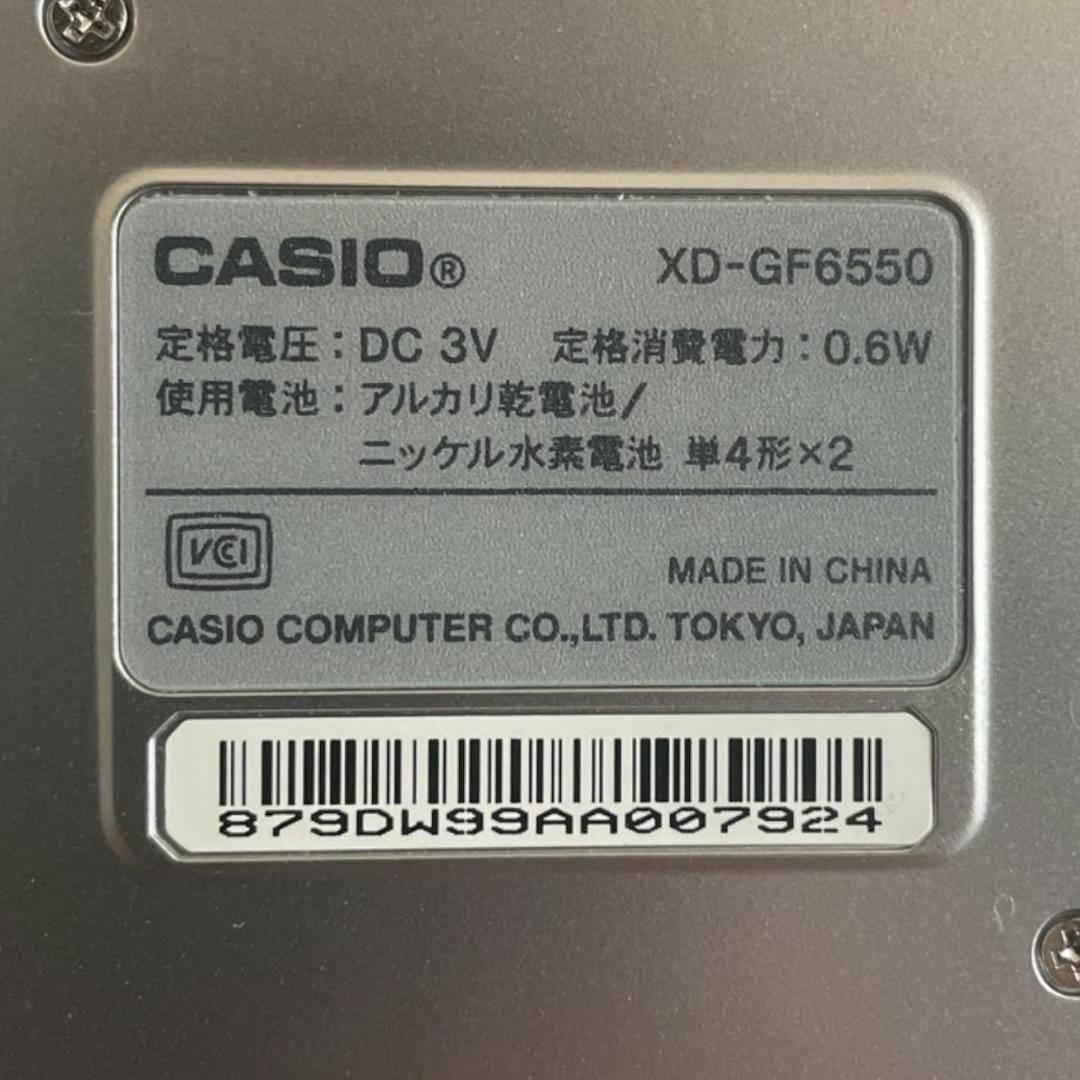 CASIO® XD-GF6550
定格電圧：DC 3V 定格消費電力：0.6W
使用電池：アルカリ乾電池/
ニッケル水素電池 単4形×2
VCCI
MADE IN CHINA
CASIO COMPUTER CO.,LTD. TOKYO, JAPAN
879DW99AA007924